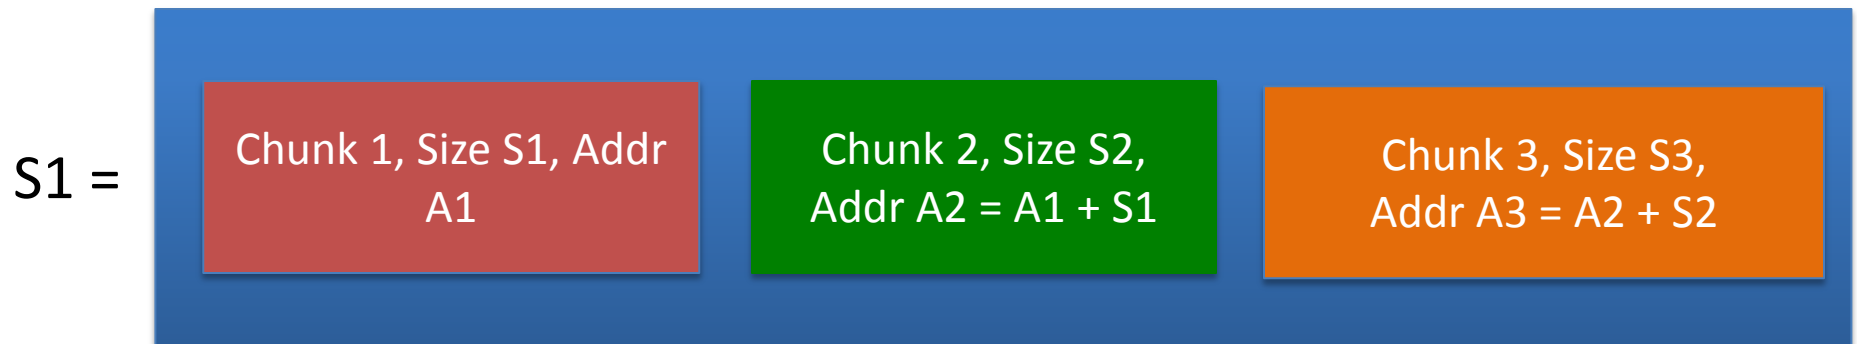 S1 =
Chunk 1, Size S1, Addr
A1
Chunk 2, Size S2,
Addr A2 = A1 + S1
Chunk 3, Size S3,
Addr A3 = A2 + S2